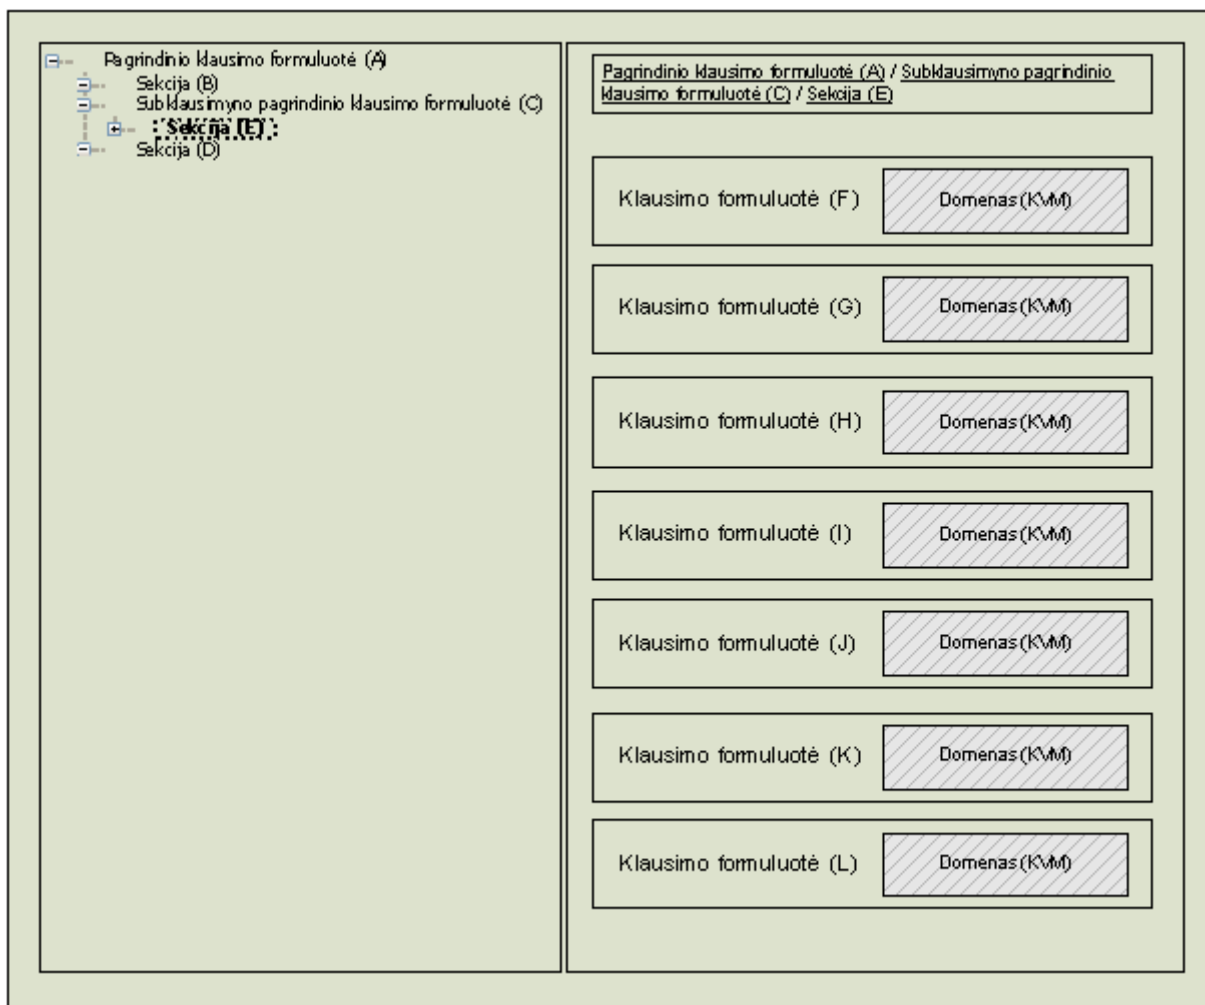 Pagrindinio klausimo formuluotė (A)
Sekcija (B)
Subklausimyno pagrindinio klausimo formuluotė (C)
Sekcija (E)
Sekcija (D)
Pagrindinio klausimo formuluotė (A) / Subklausimyno pagrindinio
klausimo formuluotė (C) / Sekcija (E)
Klausimo formuluotė (F) Domenas (KVM)
Klausimo formuluotė (G) Domenas (KVM)
Klausimo formuluotė (H) Domenas (KVM)
Klausimo formuluotė (I) Domenas (KVM)
Klausimo formuluotė (J) Domenas (KVM)
Klausimo formuluotė (K) Domenas (KVM)
Klausimo formuluotė (L) Domenas (KVM)